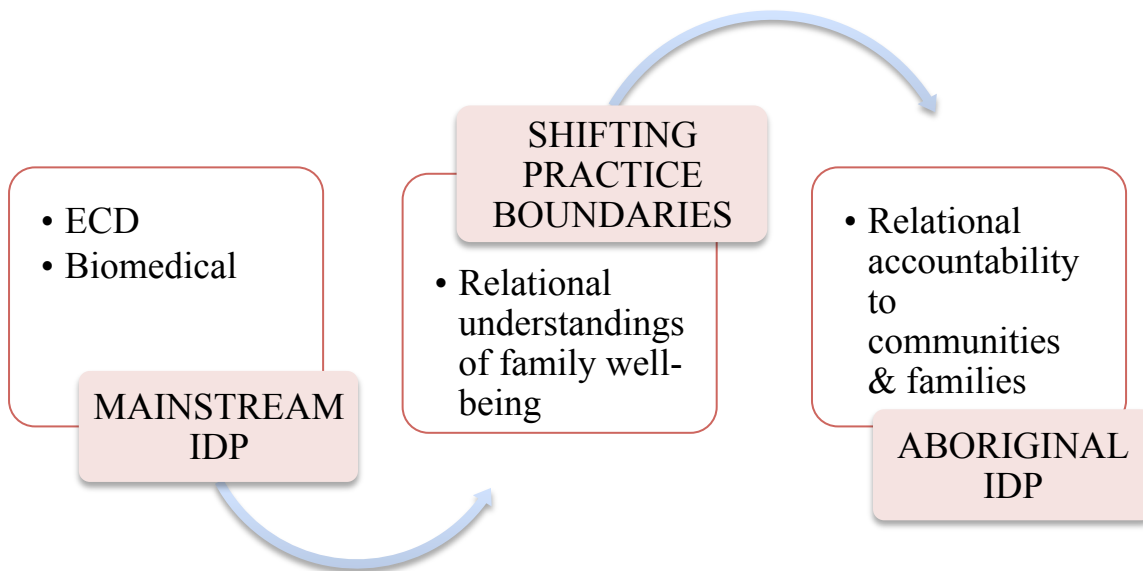 • ECD
• Biomedical
MAINSTREAM
IDP
SHIFTING
PRACTICE
BOUNDARIES
• Relational
understandings
of family well-
being
• Relational
accountability
to
communities
& families
ABORIGINAL
IDP